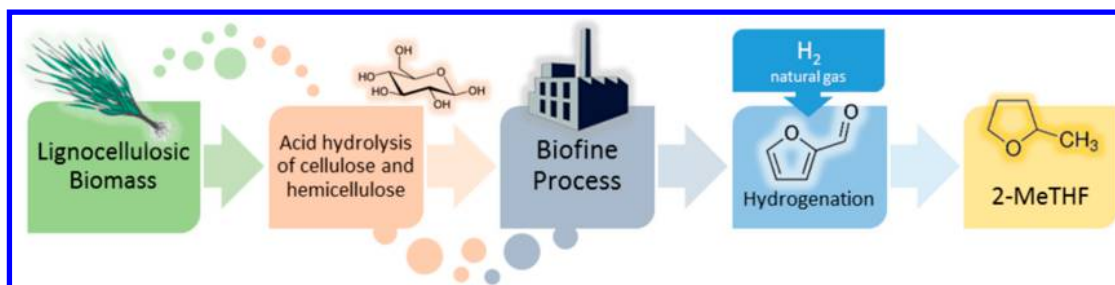 Lignocellulosic
Biomass
OH
O
HO
HO
OH
OH
Acid hydrolysis
of cellulose and
hemicellulose
Biofine
Process
H₂
natural gas
O
O
Hydrogenation
O
CH₃
2-MeTHF